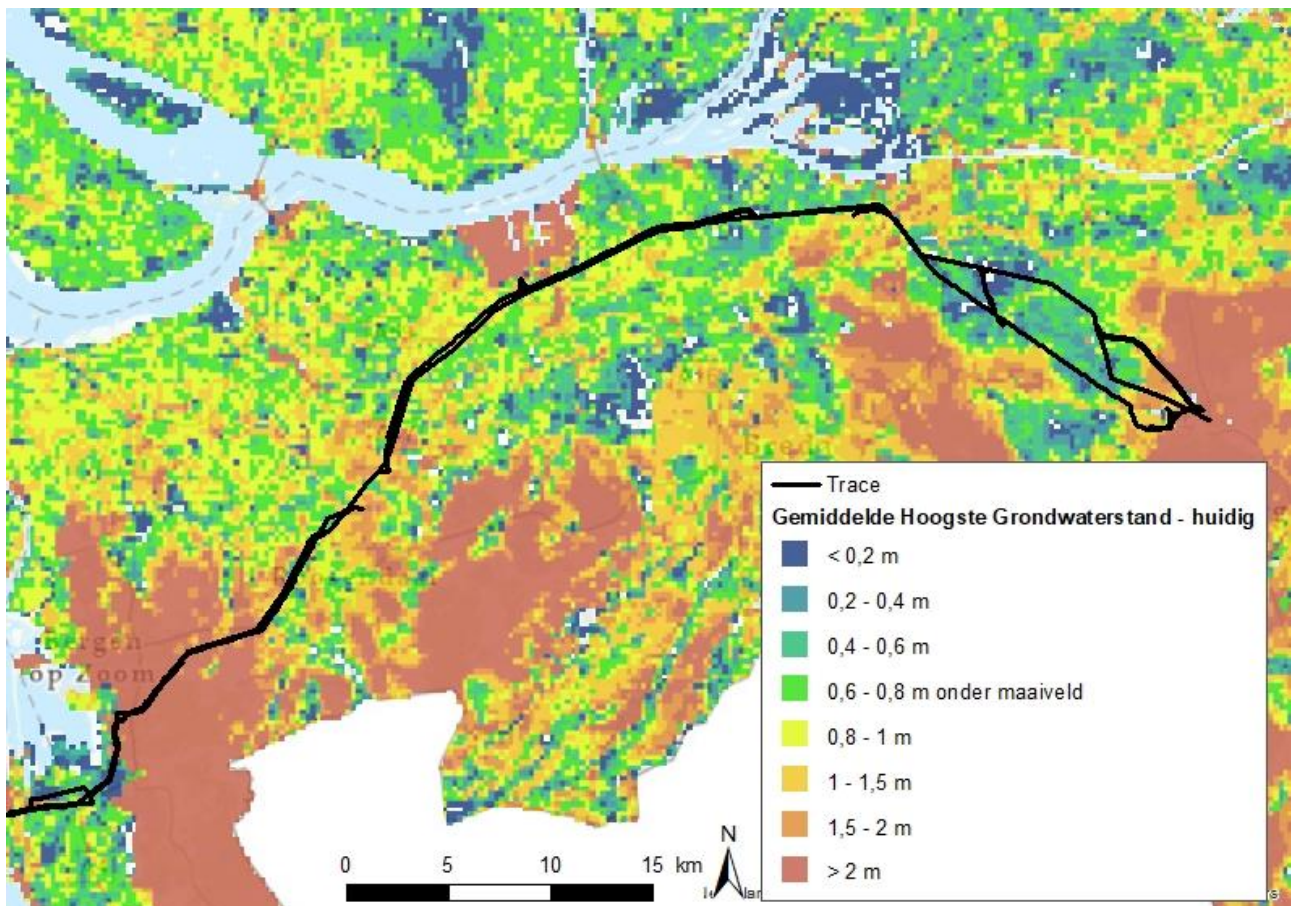 Bergen
op Zoom
Breda
Trace
Gemiddelde Hoogste Grondwaterstand - huidig
< 0,2 m
0,2 - 0,4 m
0,4 - 0,6 m
0,6 - 0,8 m onder maaiveld
0,8 - 1 m
1 - 1,5 m
1,5 - 2 m
> 2 m
0 5 10 15 km
N